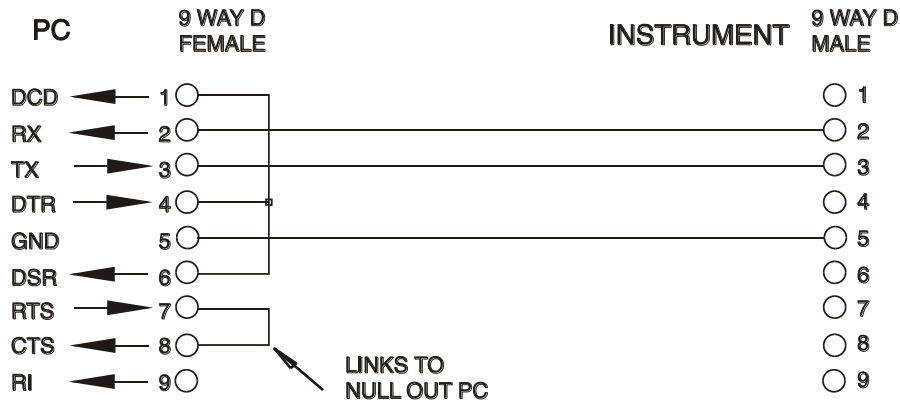 PC
9 WAY D
FEMALE
INSTRUMENT
9 WAY D
MALE
DCD 1 1
RX 2 2
TX 3 3
DTR 4 4
GND 5 5
DSR 6 6
RTS 7 7
CTS 8 8
RI 9 9
LINKS TO
NULL OUT PC